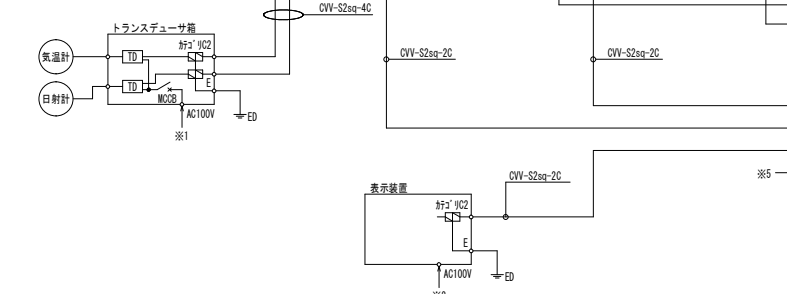 CVV-S2sq-4C
トランスデューサ箱
ｶﾃｺﾞﾘC2
気温計
TD
CVV-S2sq-2C
CVV-S2sq-2C
TD
E
日射計
MCCB
AC100V
ED
※1
CVV-S2sq-2C
※5
表示装置
ｶﾃｺﾞﾘC2
E
AC100V
ED